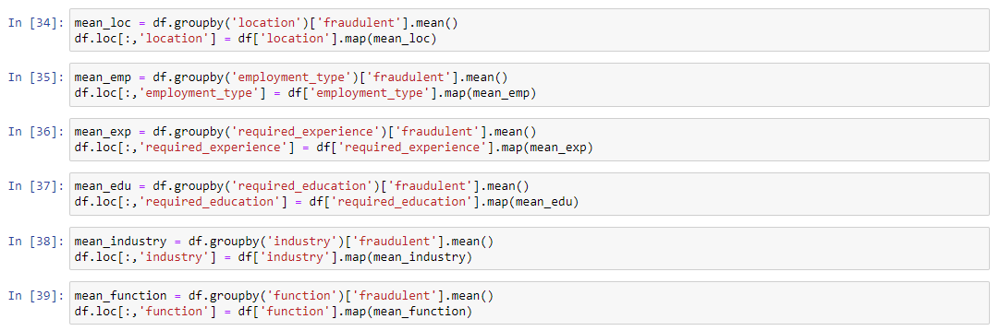 In [34]: mean_loc = df.groupby('location')['fraudulent'].mean()
df.loc[:,'location'] = df['location'].map(mean_loc)
In [35]: mean_emp = df.groupby('employment_type')['fraudulent'].mean()
df.loc[:,'employment_type'] = df['employment_type'].map(mean_emp)
In [36]: mean_exp = df.groupby('required_experience')['fraudulent'].mean()
df.loc[:,'required_experience'] = df['required_experience'].map(mean_exp)
In [37]: mean_edu = df.groupby('required_education')['fraudulent'].mean()
df.loc[:,'required_education'] = df['required_education'].map(mean_edu)
In [38]: mean_industry = df.groupby('industry')['fraudulent'].mean()
df.loc[:,'industry'] = df['industry'].map(mean_industry)
In [39]: mean_function = df.groupby('function')['fraudulent'].mean()
df.loc[:,'function'] = df['function'].map(mean_function)